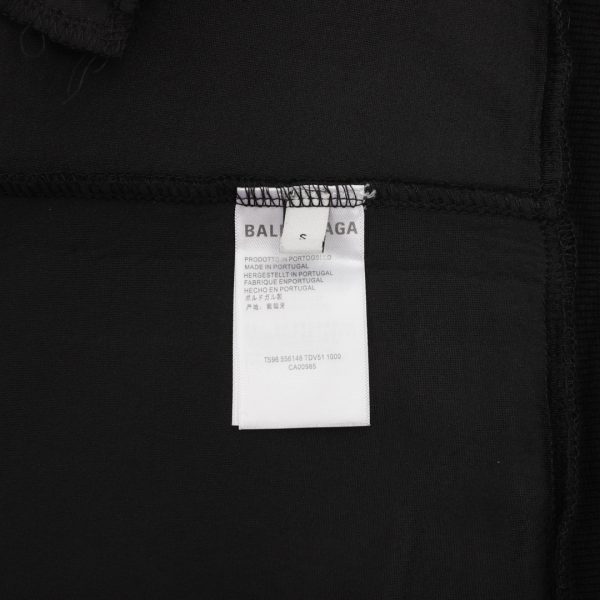 S
BAL AGA
PRODOTTO IN PORTOGALLO
MADE IN PORTUGAL
HERGESTELLT IN PORTUGAL
FABRIQUE ENPORTUGAL
HECHO EN PORTUGAL
ポルトガル製
产地: 葡萄牙
TS96 556148 TDV51 1000
CA00985